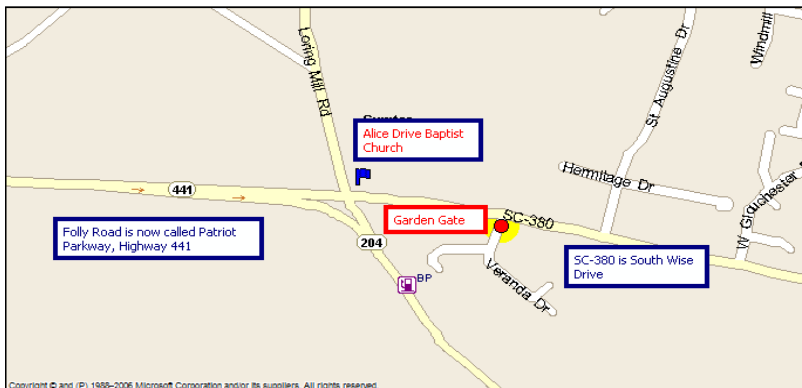 Loring Mill Rd
St Augustine Dr
Windmill
Alice Drive Baptist
Church
Hermitage Dr
W Gloucester
441
Garden Gate
SC-380
Folly Road is now called Patriot
Parkway, Highway 441
204
SC-380 is South Wise
Drive
Veranda Dr
BP
Copyright © and (P) 1988–2006 Microsoft Corporation and/or its suppliers. All rights reserved.